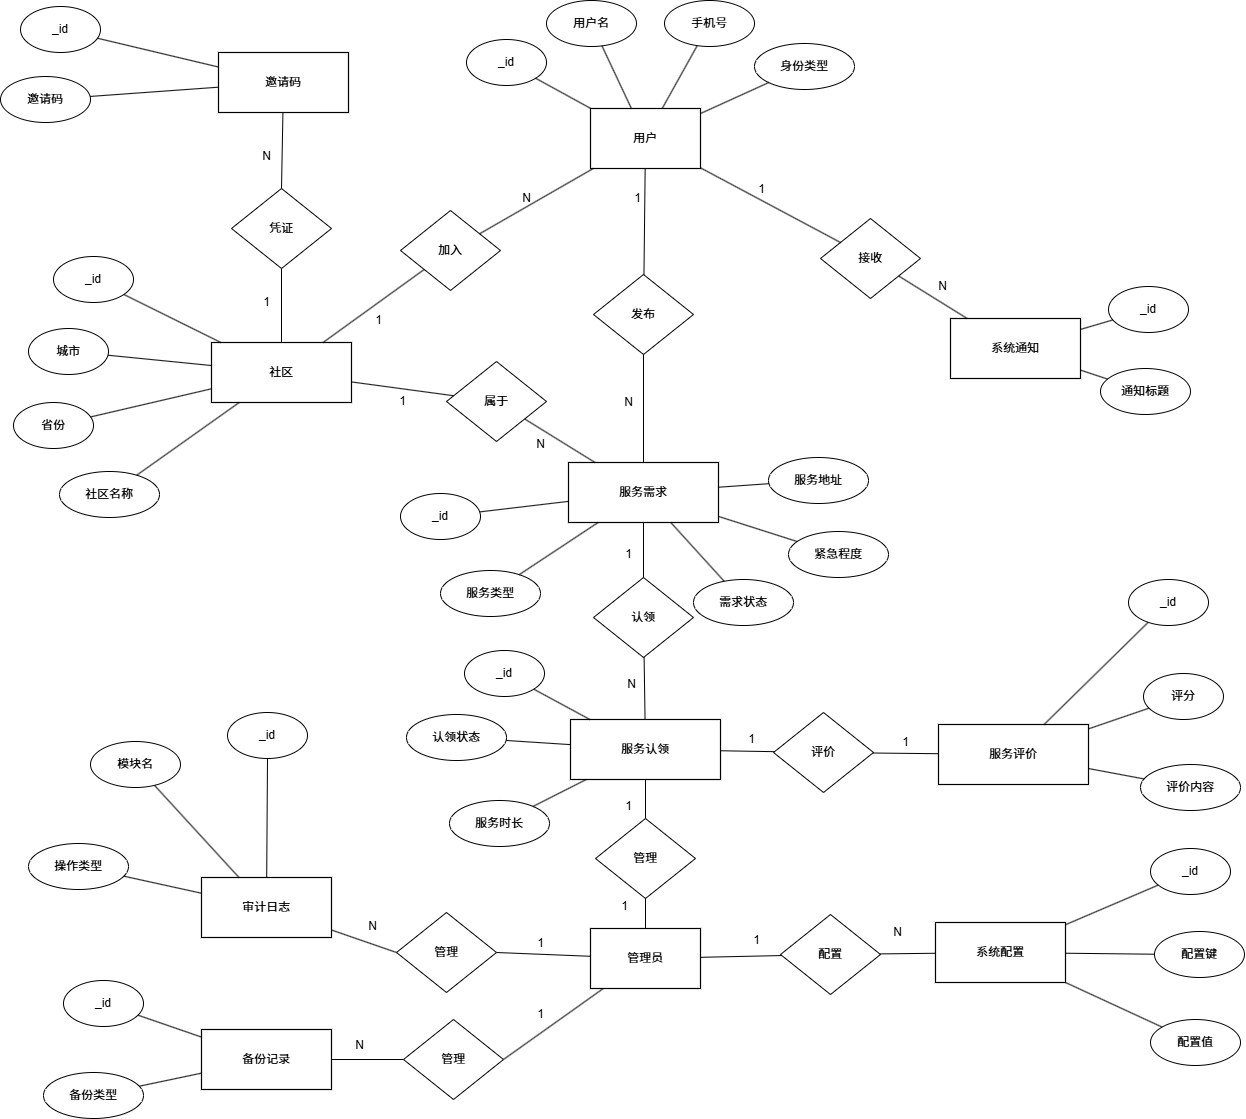 _id
用户名
手机号
_id
身份类型
邀请码
邀请码
用户
N
N
1
1
凭证
加入
接收
_id
1
1
N
_id
发布
城市
系统通知
社区
通知标题
1
属于
N
省份
N
服务需求
服务地址
社区名称
_id
紧急程度
1
服务类型
需求状态
_id
认领
N
_id
评分
认领状态
服务认领
1
评价
1
服务评价
_id
模块名
评价内容
1
服务时长
管理
操作类型
_id
审计日志
1
N
管理
1
管理员
1
配置
N
系统配置
配置键
_id
1
N
管理
备份记录
配置值
备份类型